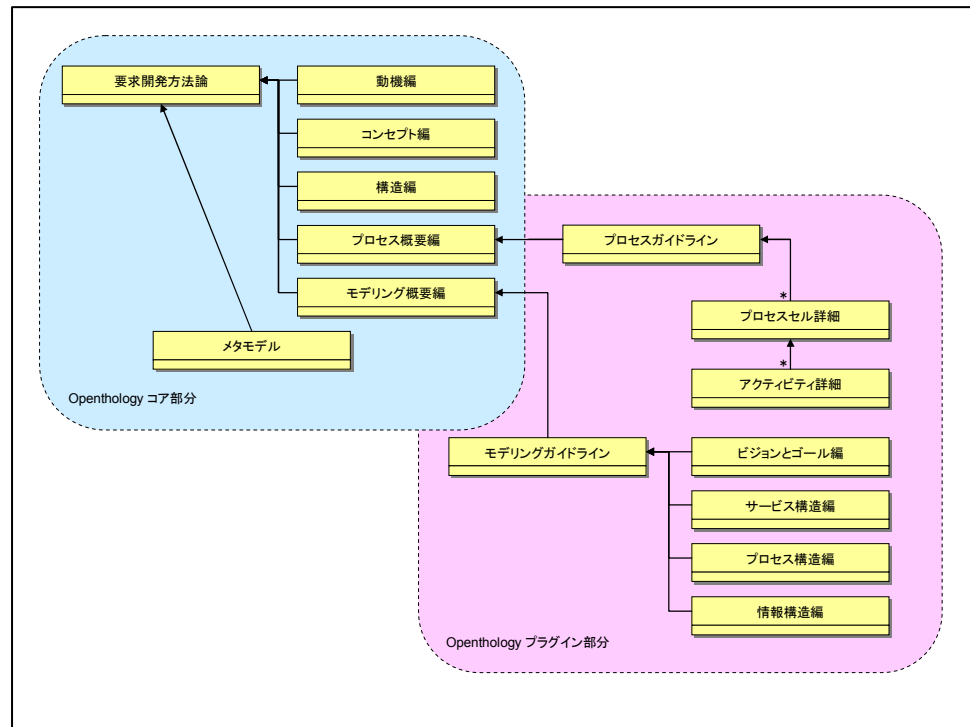 要求開発方法論
動機編
コンセプト編
構造編
プロセス概要編
モデリング概要編
メタモデル
Openthology コア部分
プロセスガイドライン
*
プロセスセル詳細
*
アクティビティ詳細
モデリングガイドライン
ビジョンとゴール編
サービス構造編
プロセス構造編
情報構造編
Openthology プラグイン部分